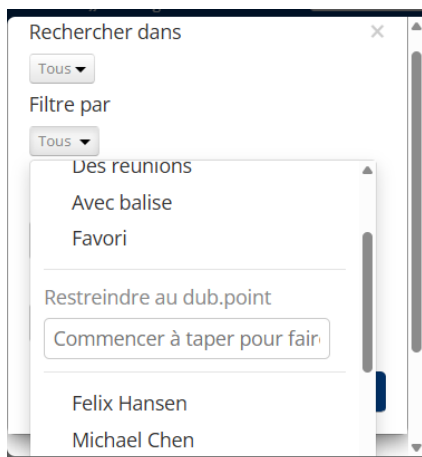 Rechercher dans
Tous
Filtre par
Tous
Des réunions
Avec balise
Favori
Restreindre au dub.point
Commencer à taper pour fair
Felix Hansen
Michael Chen